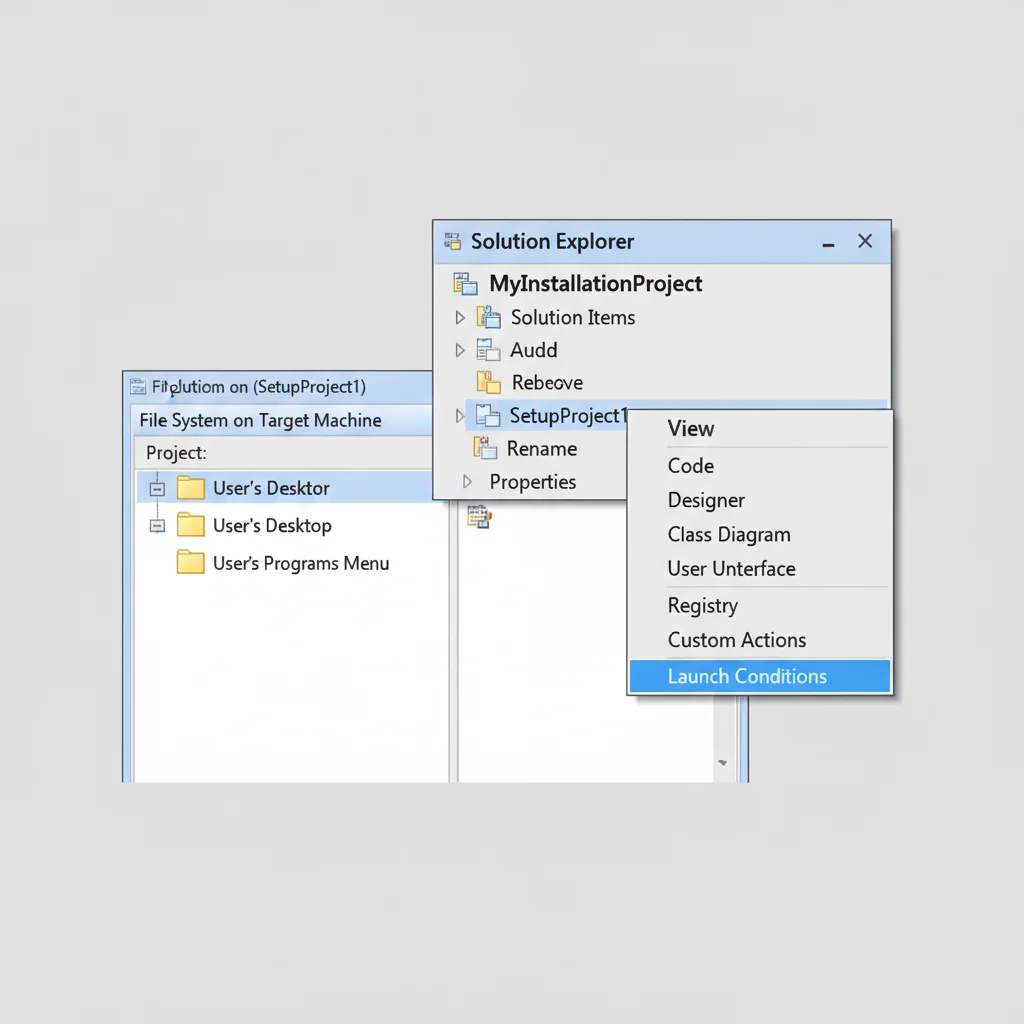 Solution Explorer
MyInstallationProject
Solution Items
Audd
Rebeove
SetupProject1
Rename
Properties
View
Code
Designer
Class Diagram
User Unterface
Registry
Custom Actions
Launch Conditions
on (SetupProject1)
File System on Target Machine
Project:
User's Desktor
User's Desktop
User's Programs Menu